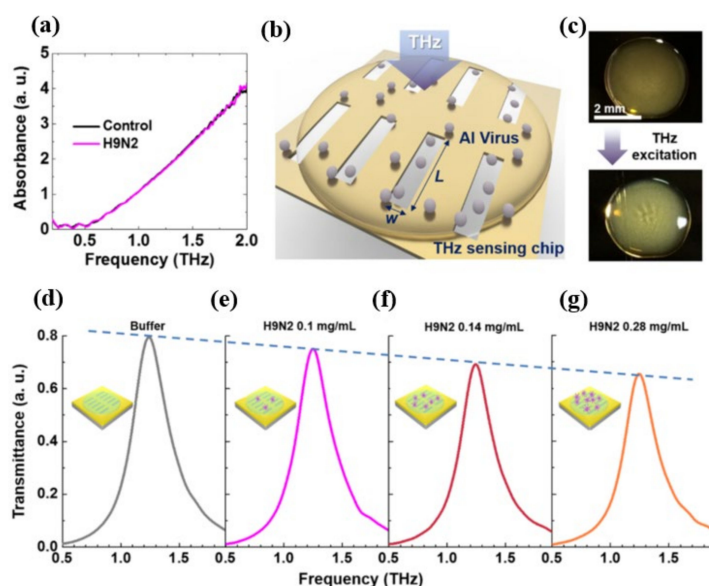 (a)
Absorbance (a. u.)
5
4
3
2
1
0
Control
H9N2
0.5
1.0
1.5
2.0
Frequency (THz)
(b)
THz
AI Virus
L
w
THz sensing chip
(c)
2 mm
THz
excitation
(d)
(e)
(f)
(g)
Buffer
H9N2 0.1 mg/mL
H9N2 0.14 mg/mL
H9N2 0.28 mg/mL
Transmittance (a. u.)
0.8
0.6
0.4
0.2
0.0
0.5 1.0 1.5 0.5 1.0 1.5 0.5 1.0 1.5 0.5 1.0 1.5
Frequency (THz)